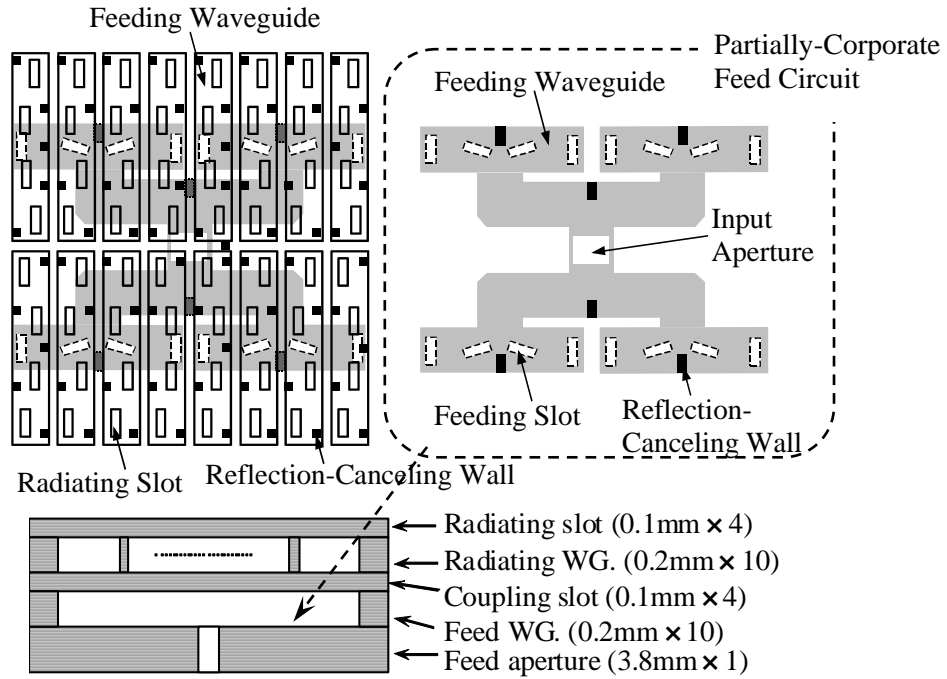 Feeding Waveguide
Partially-Corporate
Feed Circuit
Feeding Waveguide
Input
Aperture
Feeding Slot
Reflection-
Canceling Wall
Radiating Slot
Reflection-Canceling Wall
Radiating slot (0.1mm × 4)
Radiating WG. (0.2mm × 10)
Coupling slot (0.1mm × 4)
Feed WG. (0.2mm × 10)
Feed aperture (3.8mm × 1)